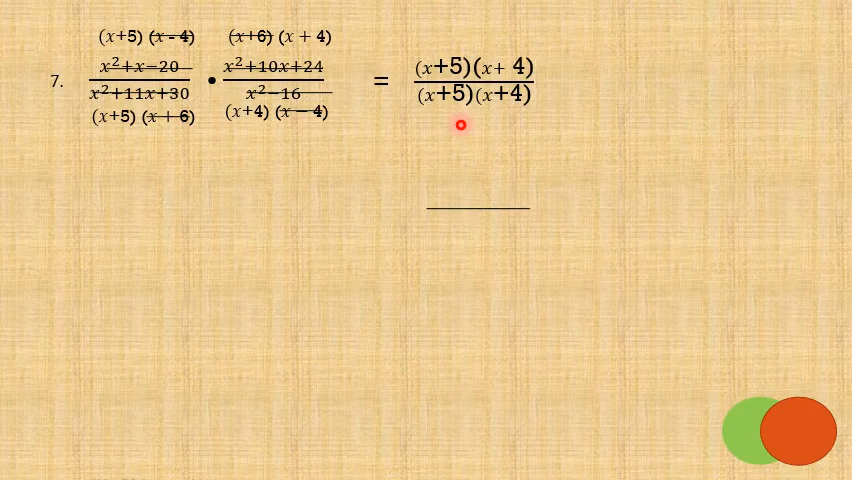 (x+5) (x - 4) (x+6) (x + 4)
7. x²+x−20 / x²+11x+30 • x²+10x+24 / x²−16 = (x+5)(x+ 4) / (x+5)(x+4)
(x+5) (x + 6) (x+4) (x − 4)